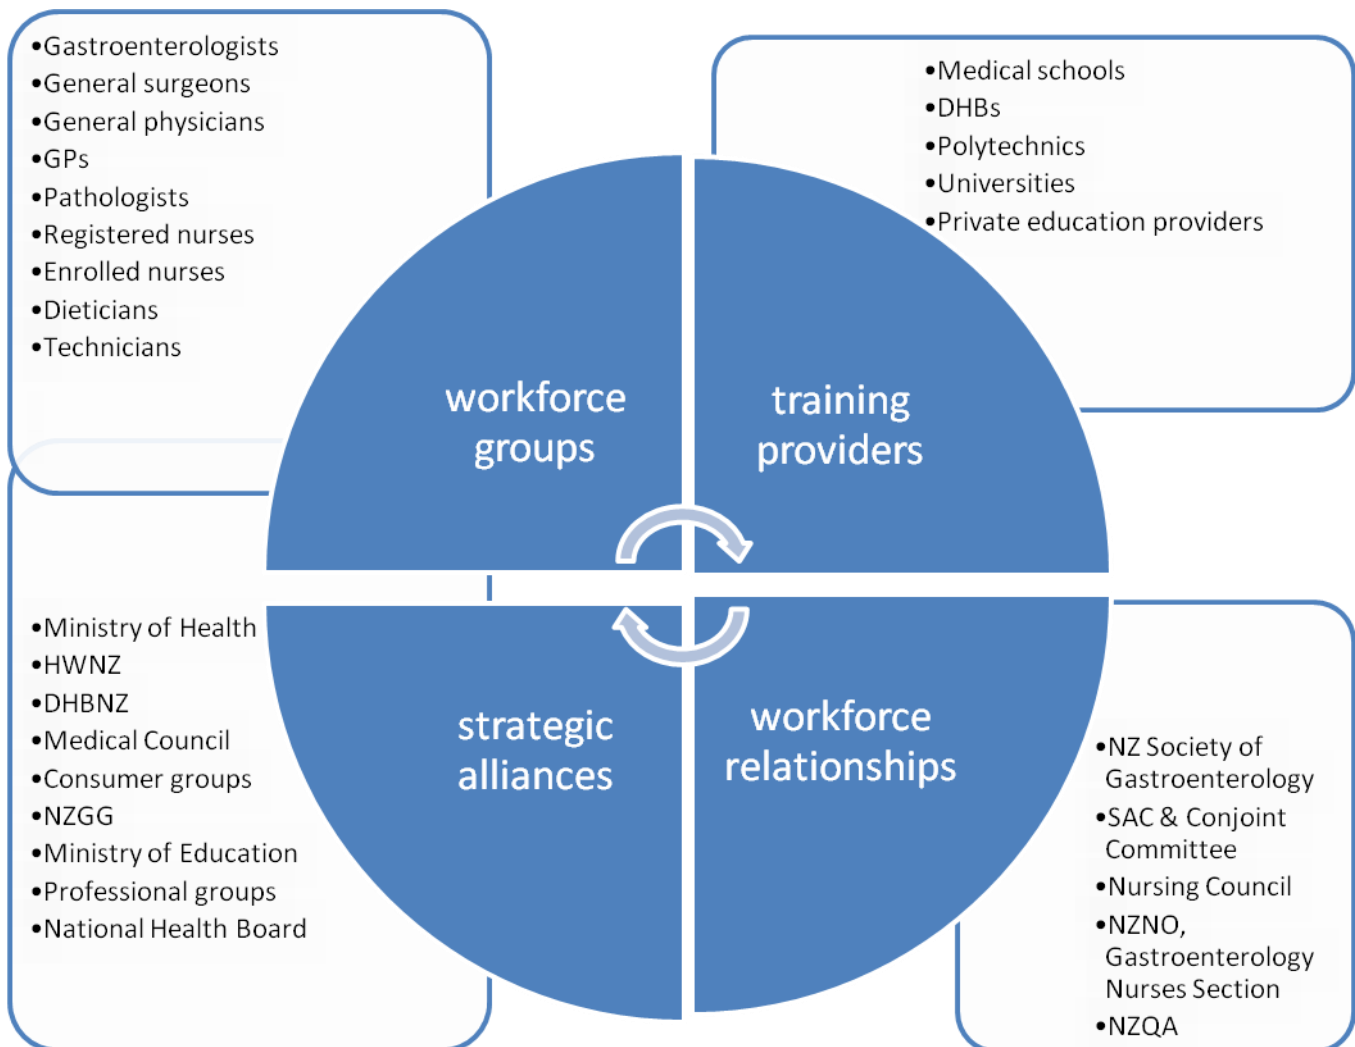 •Gastroenterologists
•General surgeons
•General physicians
•GPs
•Pathologists
•Registered nurses
•Enrolled nurses
•Dieticians
•Technicians
•Medical schools
•DHBs
•Polytechnics
•Universities
•Private education providers
workforce
groups
training
providers
•Ministry of Health
•HWNZ
•DHBNZ
•Medical Council
•Consumer groups
•NZGG
•Ministry of Education
•Professional groups
•National Health Board
strategic
alliances
workforce
relationships
•NZ Society of
Gastroenterology
•SAC & Conjoint
Committee
•Nursing Council
•NZNO,
Gastroenterology
Nurses Section
•NZQA